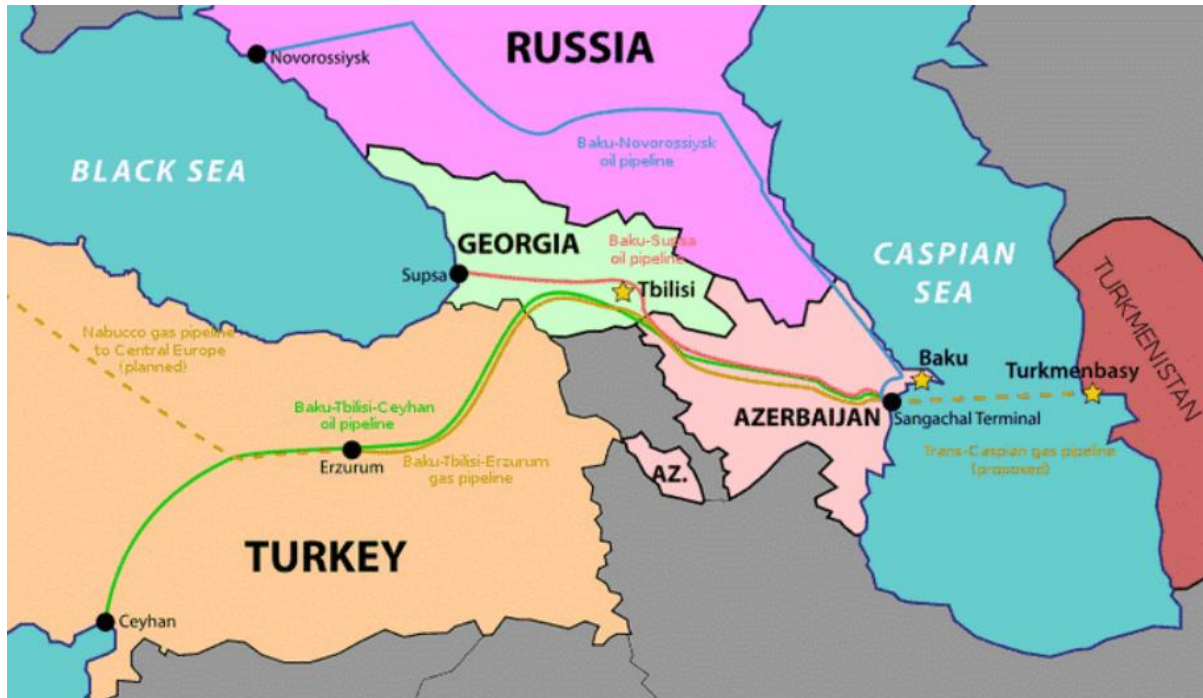 RUSSIA
Novorossiysk
Baku-Novorossiysk
oil pipeline
BLACK SEA
GEORGIA
Baku-Supsa
oil pipeline
CASPIAN
SEA
Supsa
Tbilisi
TURKMENISTAN
Nabucco gas pipeline
to Central Europe
(planned)
Baku
Turkmenbasy
Baku-Tbilisi-Ceyhan
oil pipeline
AZERBAIJAN
Sangachal Terminal
Erzurum
Baku-Tbilisi-Erzurum
gas pipeline
Trans-Caspian gas pipeline
(proposed)
AZ.
TURKEY
Ceyhan